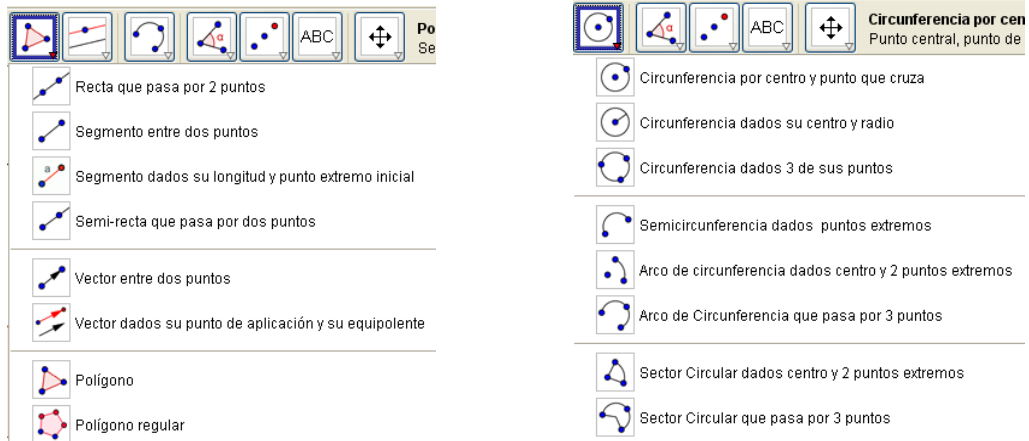 ABC
Po
Se
Recta que pasa por 2 puntos
Segmento entre dos puntos
a
Segmento dados su longitud y punto extremo inicial
Semi-recta que pasa por dos puntos
Vector entre dos puntos
Vector dados su punto de aplicación y su equipolente
Polígono
Polígono regular
ABC
Circunferencia por cen
Punto central, punto de
Circunferencia por centro y punto que cruza
Circunferencia dados su centro y radio
Circunferencia dados 3 de sus puntos
Semicircunferencia dados puntos extremos
Arco de circunferencia dados centro y 2 puntos extremos
Arco de Circunferencia que pasa por 3 puntos
Sector Circular dados centro y 2 puntos extremos
Sector Circular que pasa por 3 puntos